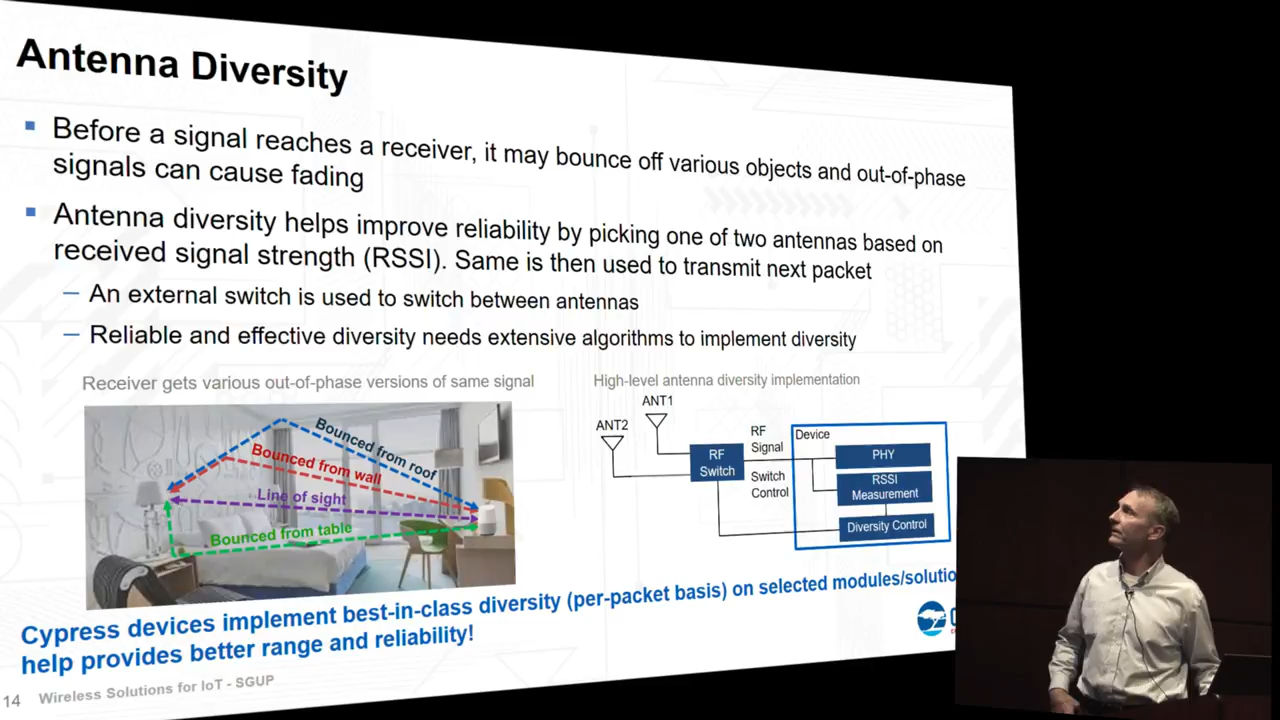 Antenna Diversity
Before a signal reaches a receiver, it may bounce off various objects and out-of-phase
signals can cause fading
Antenna diversity helps improve reliability by picking one of two antennas based on
received signal strength (RSSI). Same is then used to transmit next packet
– An external switch is used to switch between antennas
– Reliable and effective diversity needs extensive algorithms to implement diversity
Receiver gets various out-of-phase versions of same signal
Bounced from roof
Bounced from wall
Line of sight
Bounced from table
High-level antenna diversity implementation
ANT1
ANT2
RF
Switch
RF
Signal
Switch
Control
Device
PHY
RSSI
Measurement
Diversity Control
Cypress devices implement best-in-class diversity (per-packet basis) on selected modules/solutio
help provides better range and reliability!
14 Wireless Solutions for IoT - SGUP